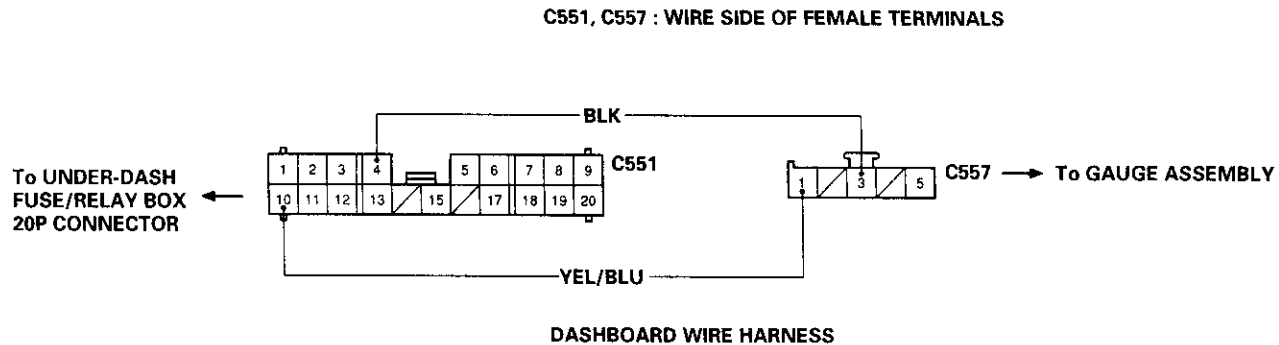 C551, C557 : WIRE SIDE OF FEMALE TERMINALS
BLK
1 2 3 4 5 6 7 8 9 C551
10 11 12 13 15 17 18 19 20
To UNDER-DASH
FUSE/RELAY BOX
20P CONNECTOR
1 3 5 C557
To GAUGE ASSEMBLY
YEL/BLU
DASHBOARD WIRE HARNESS